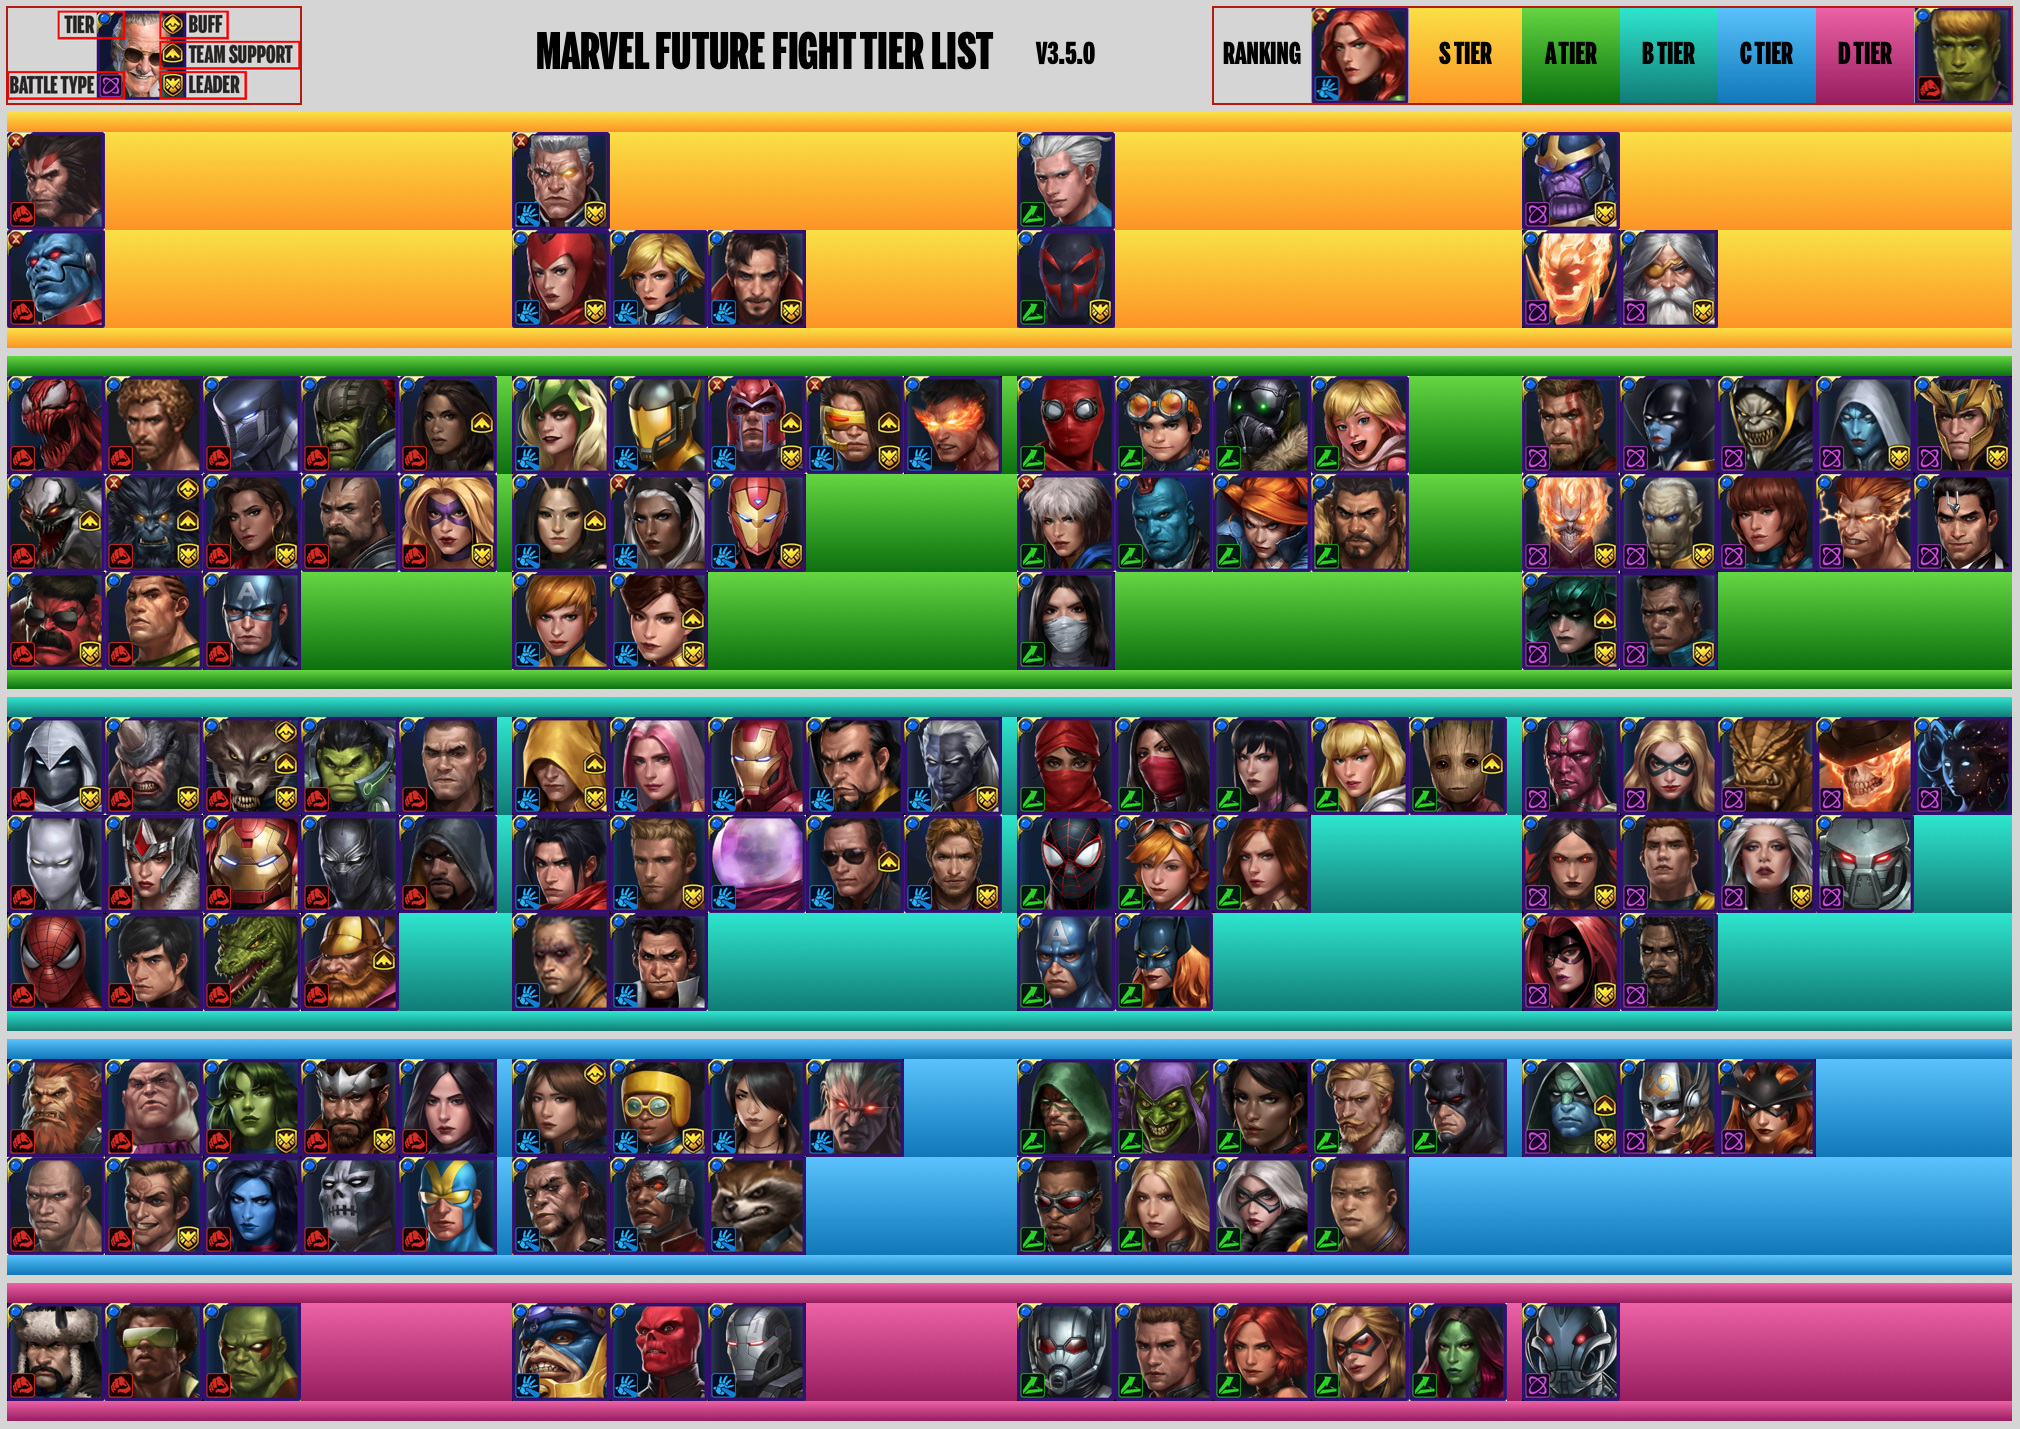 TIER
BUFF
TEAM SUPPORT
BATTLE TYPE
LEADER
MARVEL FUTURE FIGHT TIER LIST
V3.5.0
RANKING
S TIER
A TIER
B TIER
C TIER
D TIER